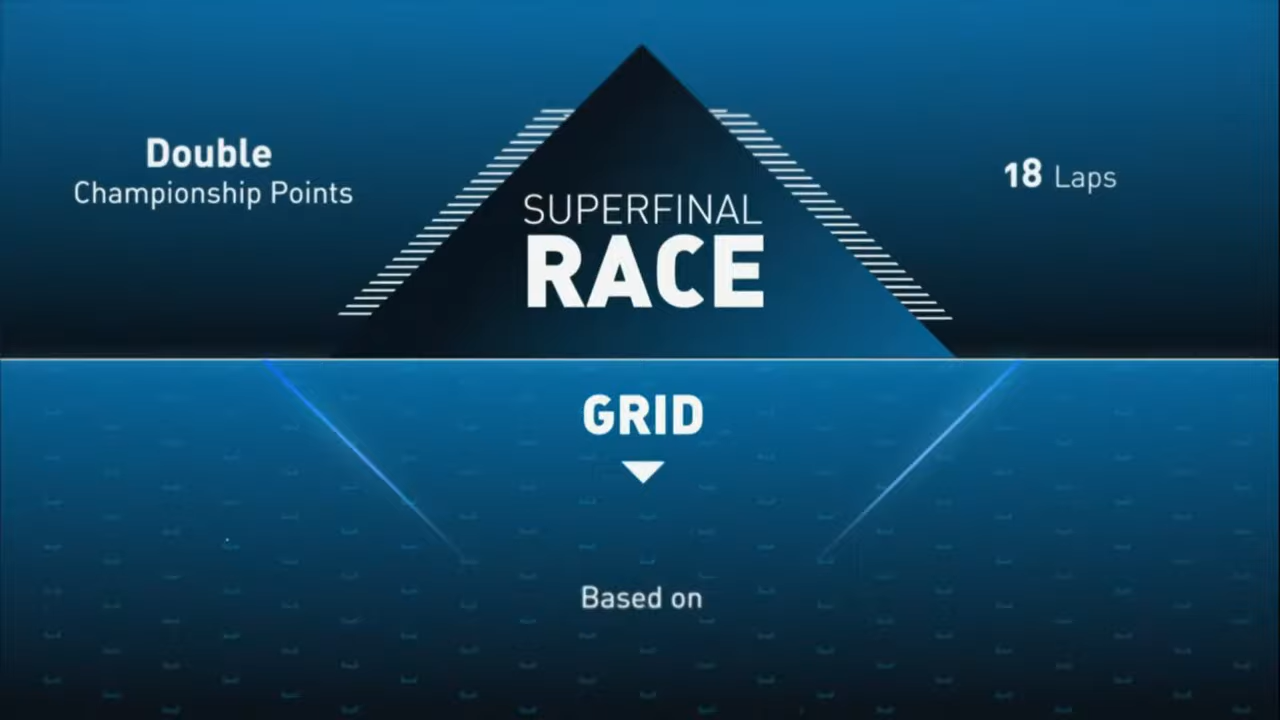 Double
Championship Points
SUPERFINAL
RACE
18 Laps
GRID
Based on